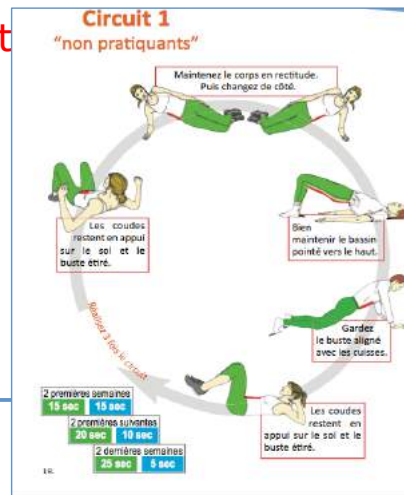 t
Circuit 1
“non pratiquants”
Maintenez le corps en rectitude.
Puis changez de côté.
Bien
maintenir le bassin
pointé vers le haut.
Gardez
le buste aligné
avec les cuisses.
Les coudes
restent en
appui sur le sol et le
buste étiré.
Les coudes
restent en appui
sur le sol et le
buste étiré.
Réalisez 3 fois le circuit
2 premières semaines
15 sec 15 sec
2 premières suivantes
20 sec 10 sec
2 dernières semaines
25 sec 5 sec